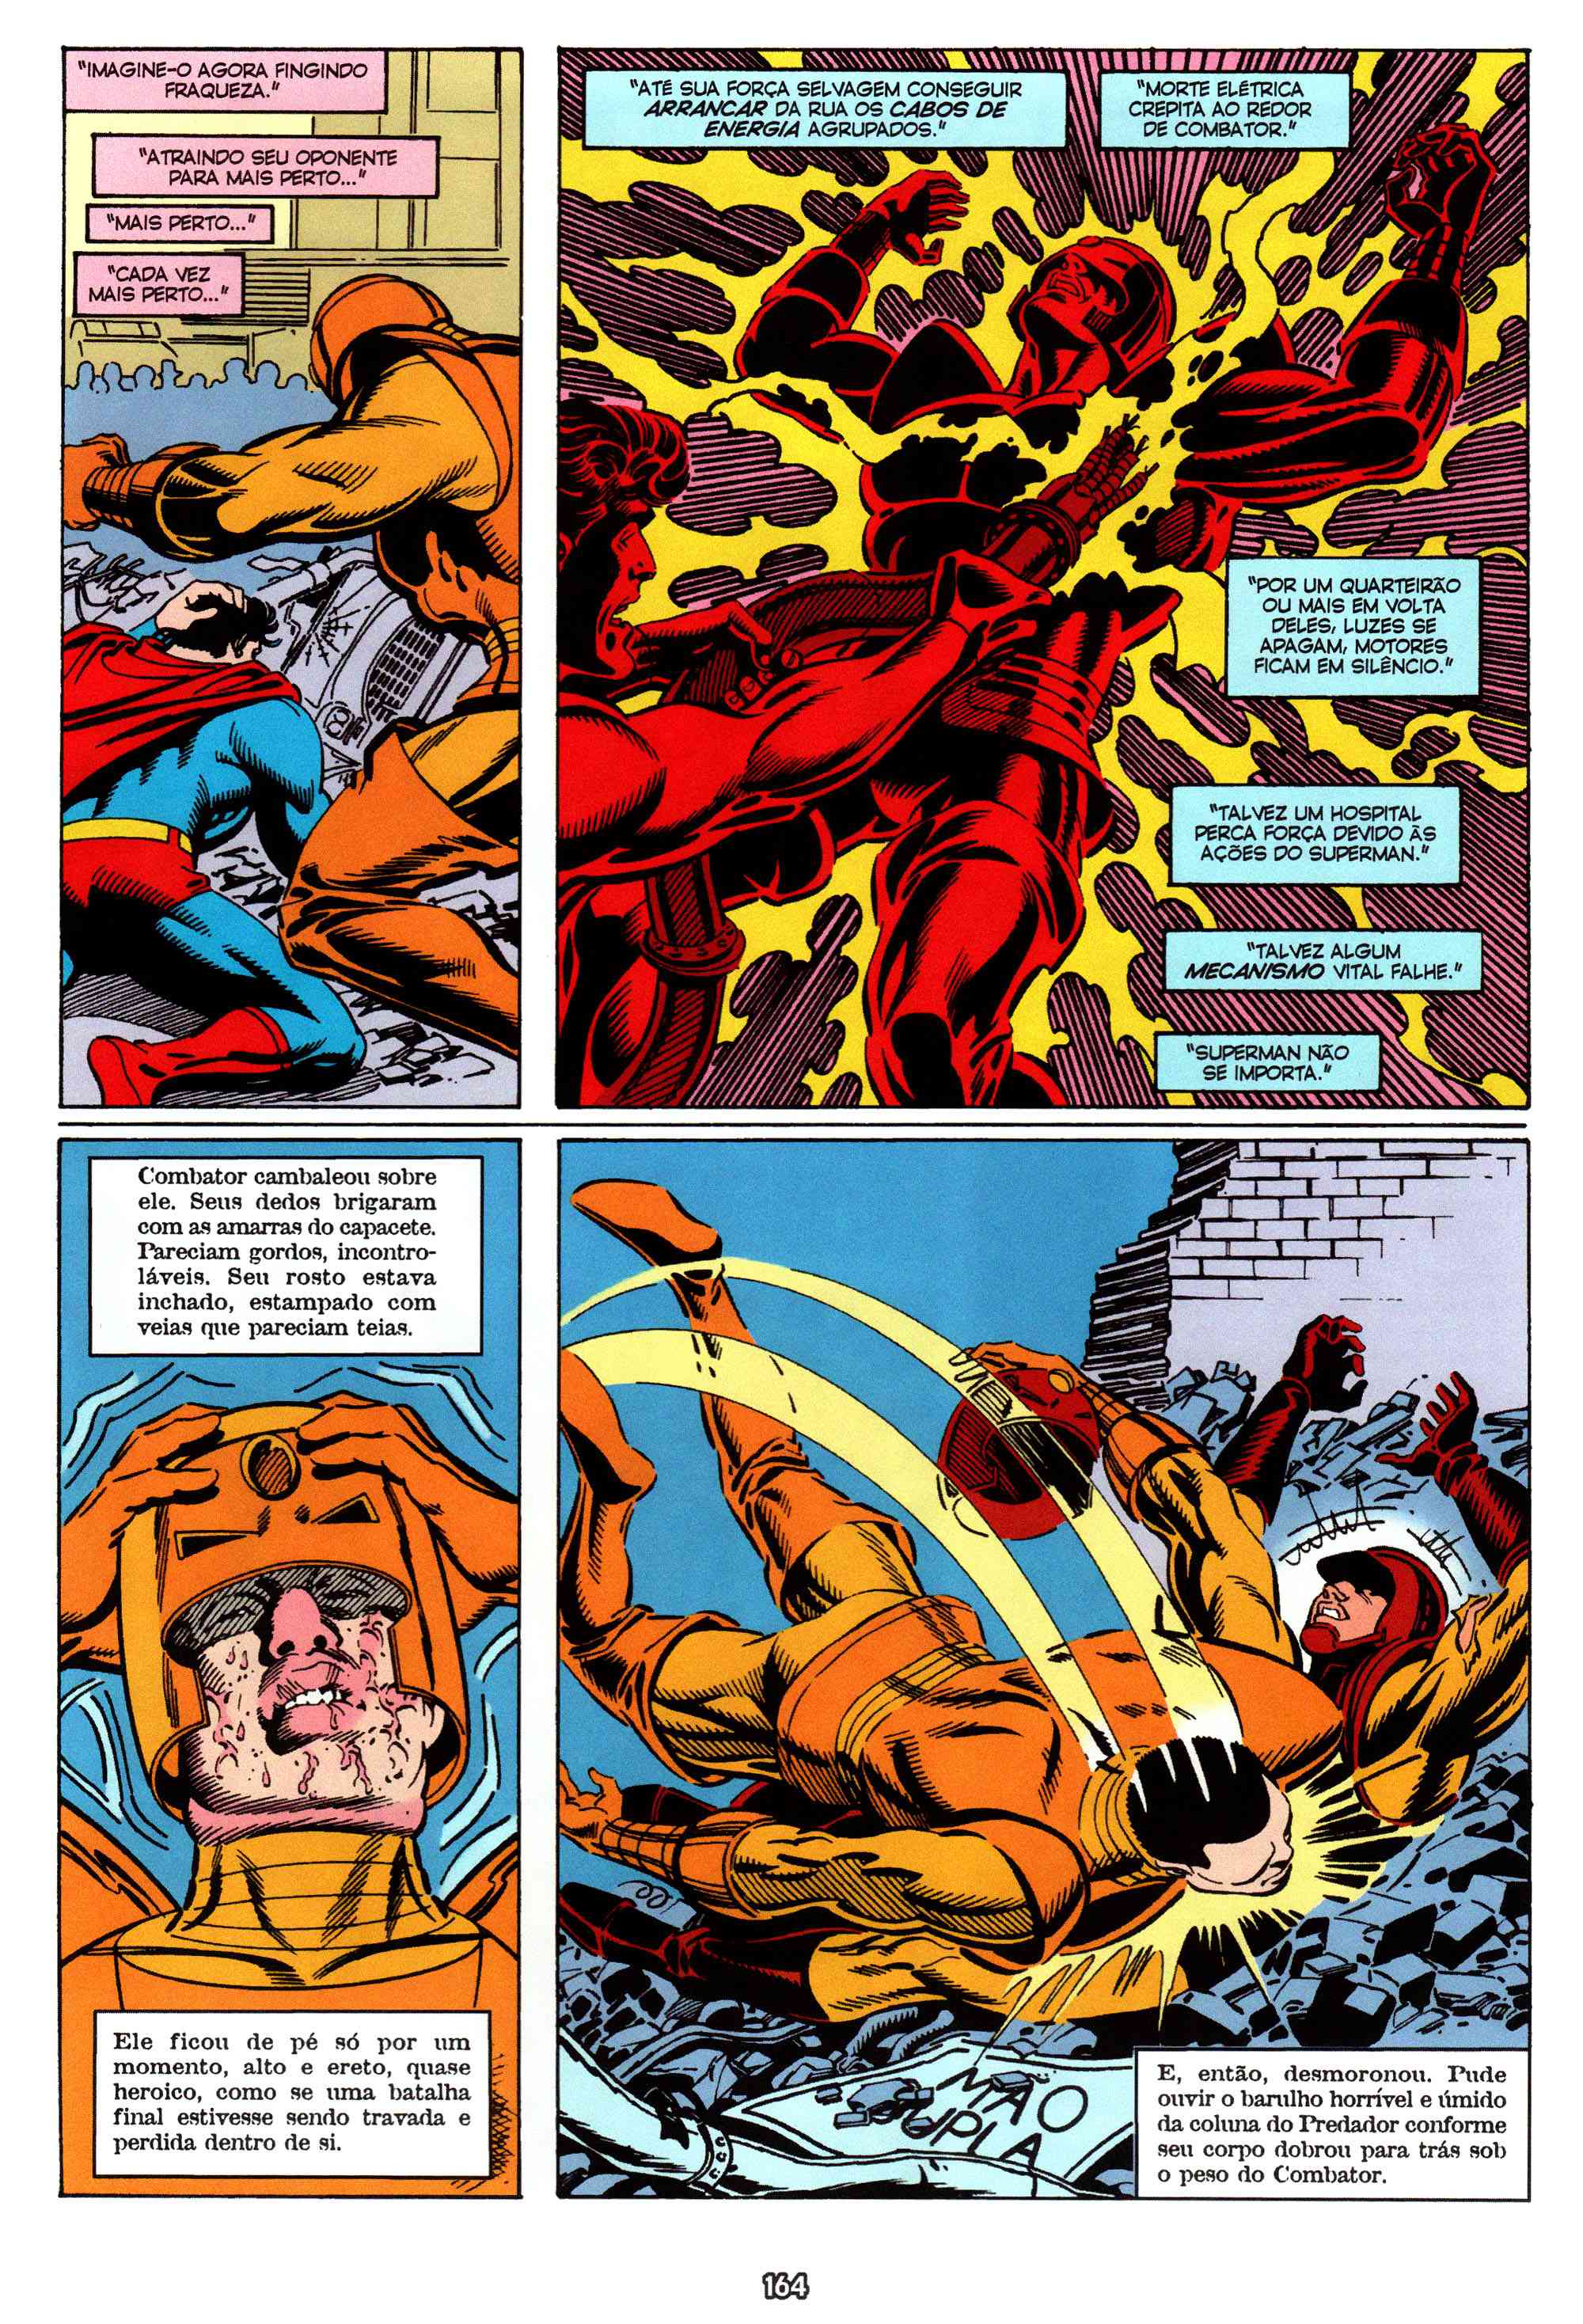 "IMAGINE-O AGORA FINGINDO
FRAQUEZA."
"ATRAINDO SEU OPONENTE
PARA MAIS PERTO..."
"MAIS PERTO..."
"CADA VEZ
MAIS PERTO..."
"ATÉ SUA FORÇA SELVAGEM CONSEGUIR
ARRANCAR DA RUA OS CABOS DE
ENERGIA AGRUPADOS."
"MORTE ELÉTRICA
CREPITA AO REDOR
DE COMBATOR."
"POR UM QUARTEIRÃO
OU MAIS EM VOLTA
DELES, LUZES SE
APAGAM, MOTORES
FICAM EM SILÊNCIO."
"TALVEZ UM HOSPITAL
PERCA FORÇA DEVIDO ÀS
AÇÕES DO SUPERMAN."
"TALVEZ ALGUM
MECANISMO VITAL FALHE."
"SUPERMAN NÃO
SE IMPORTA."
Combator cambaleou sobre
ele. Seus dedos brigaram
com as amarras do capacete.
Pareciam gordos, incontro-
láveis. Seu rosto estava
inchado, estampado com
veias que pareciam teias.
Ele ficou de pé só por um
momento, alto e ereto, quase
heroico, como se uma batalha
final estivesse sendo travada e
perdida dentro de si.
MÃO
DUPLA
E, então, desmoronou. Pude
ouvir o barulho horrível e úmido
da coluna do Predador conforme
seu corpo dobrou para trás sob
o peso do Combator.
164